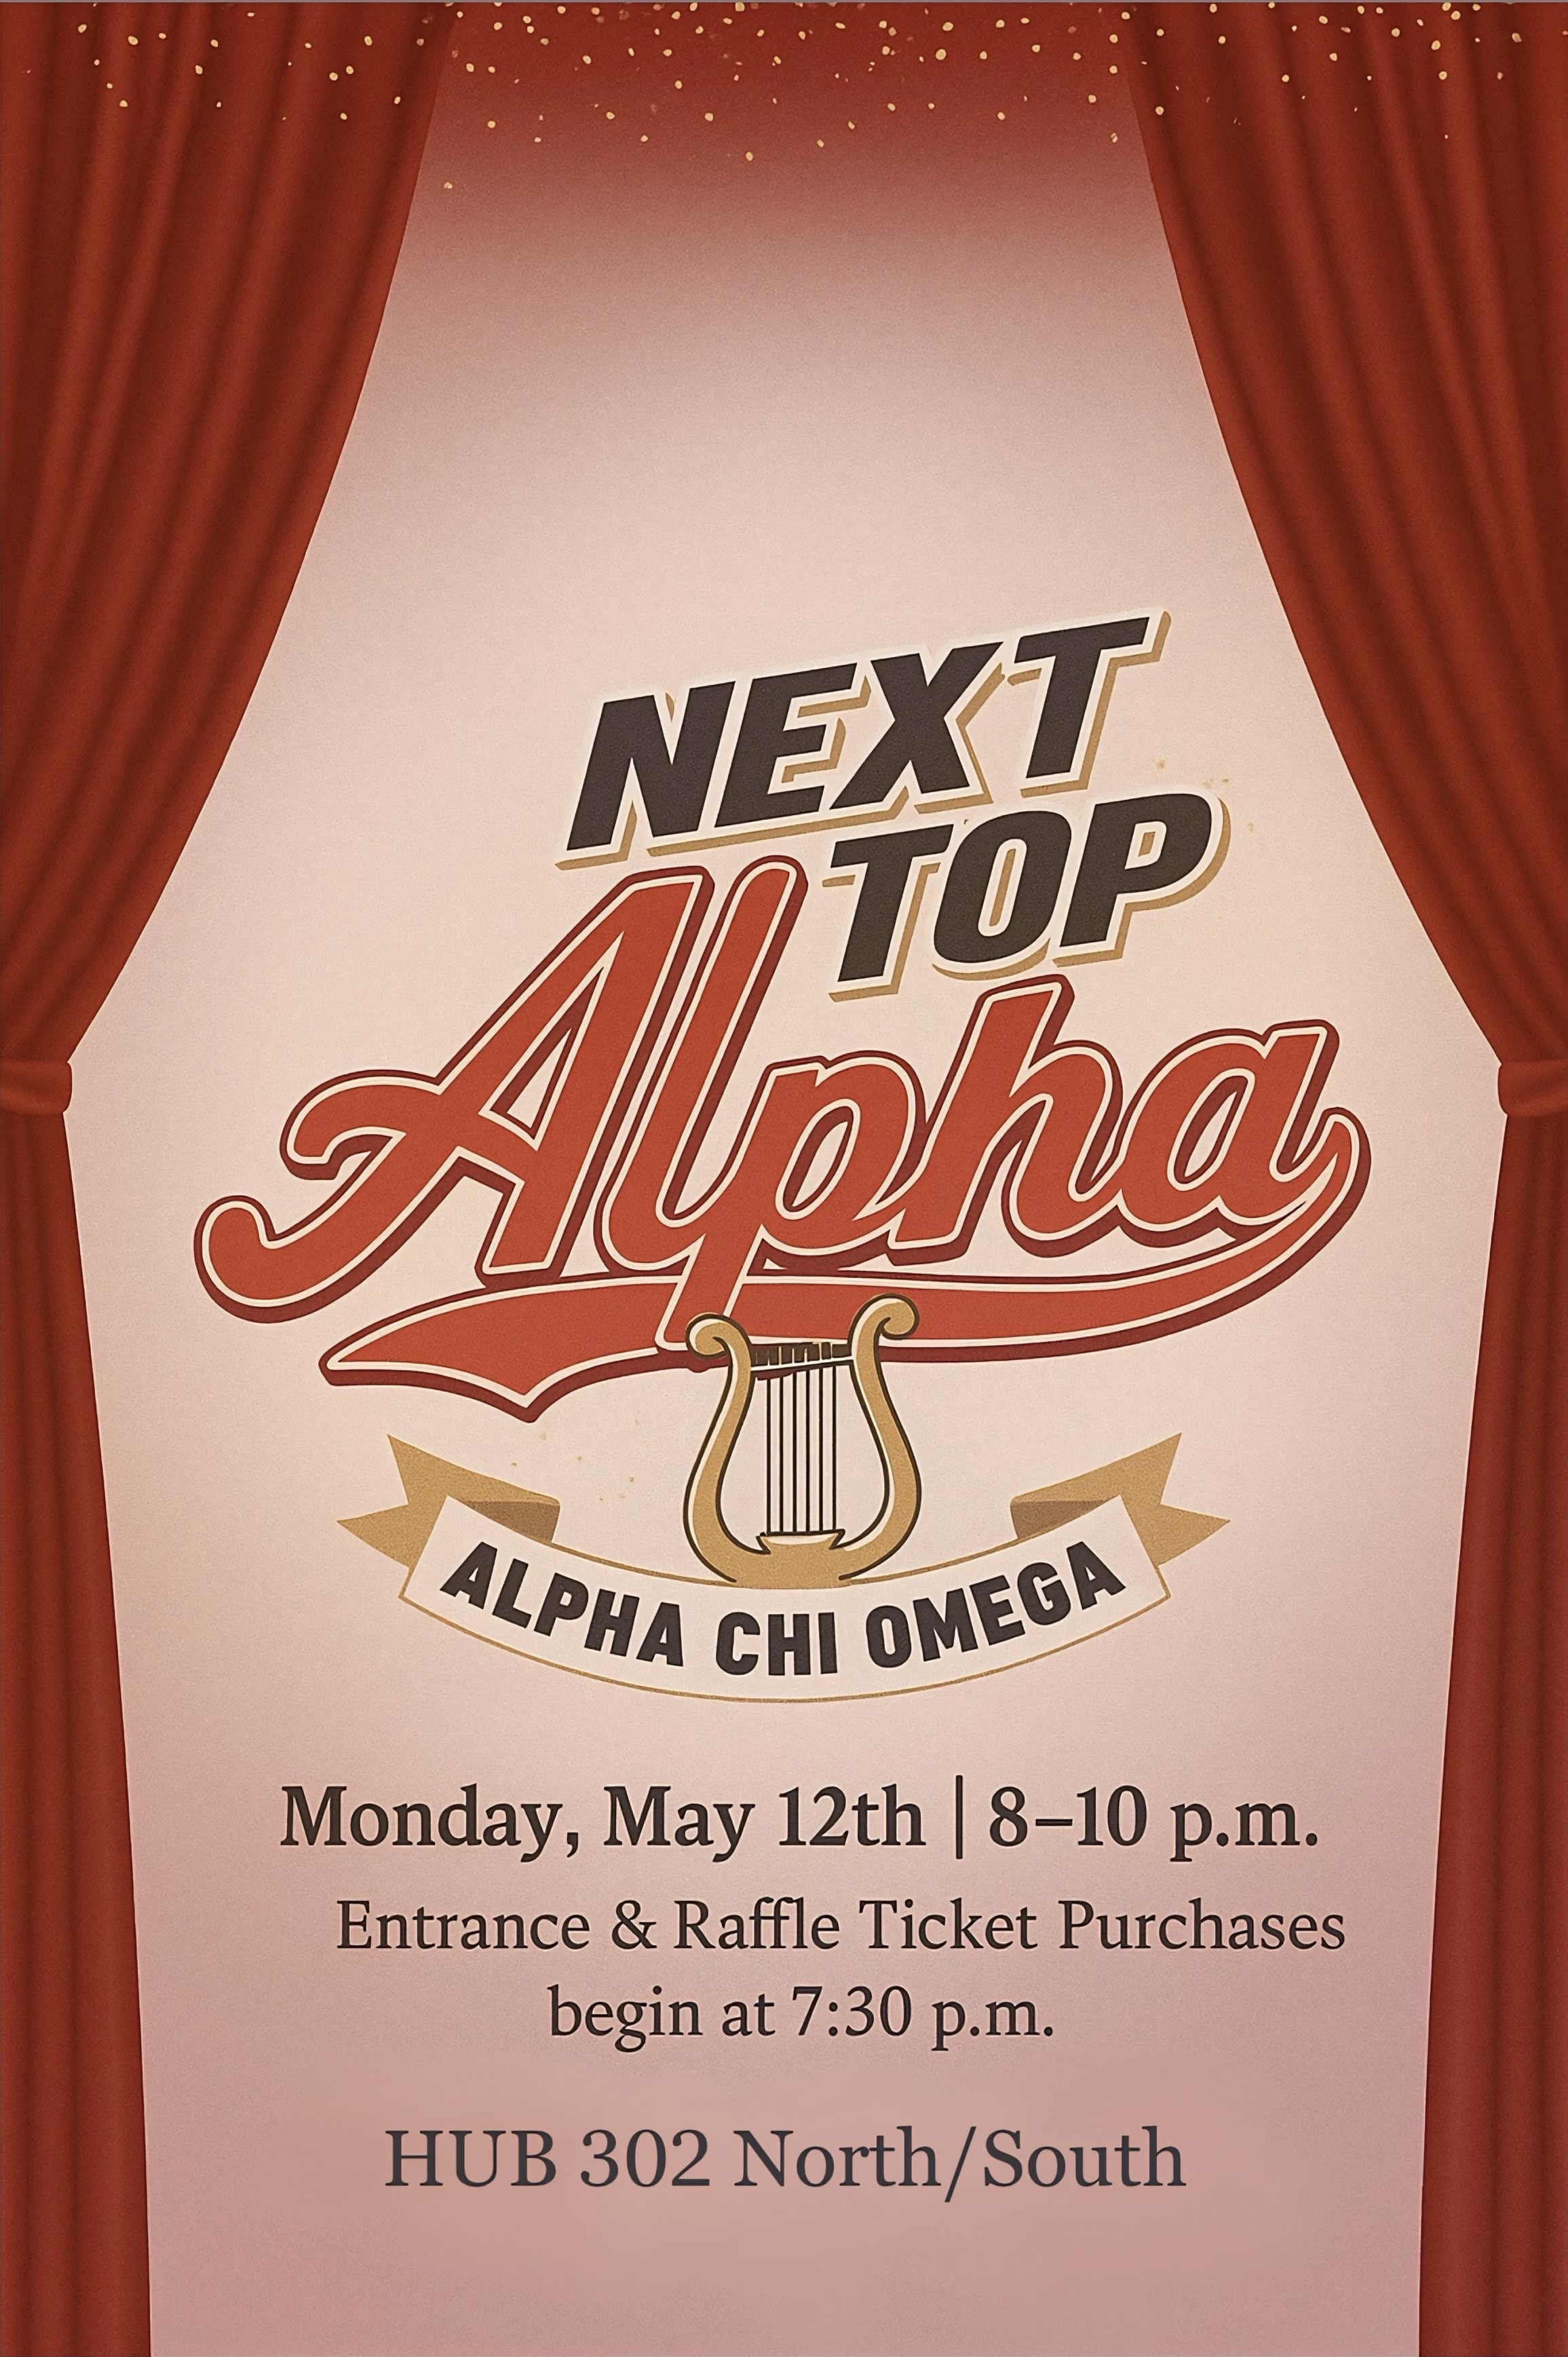 NEXT
TOP
Alpha
ALPHA CHI OMEGA
Monday, May 12th | 8–10 p.m.
Entrance & Raffle Ticket Purchases
begin at 7:30 p.m.
HUB 302 North/South